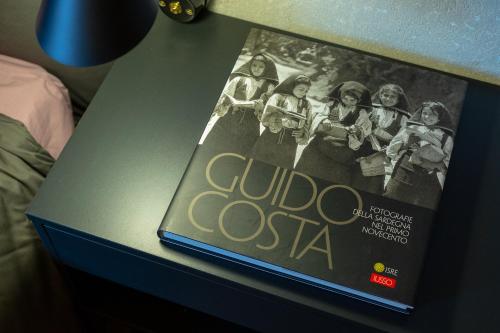 GUIDO
COSTA
FOTOGRAFIE
DELLA SARDEGNA
NEL PRIMO
NOVECENTO
ISRE
ILISSO